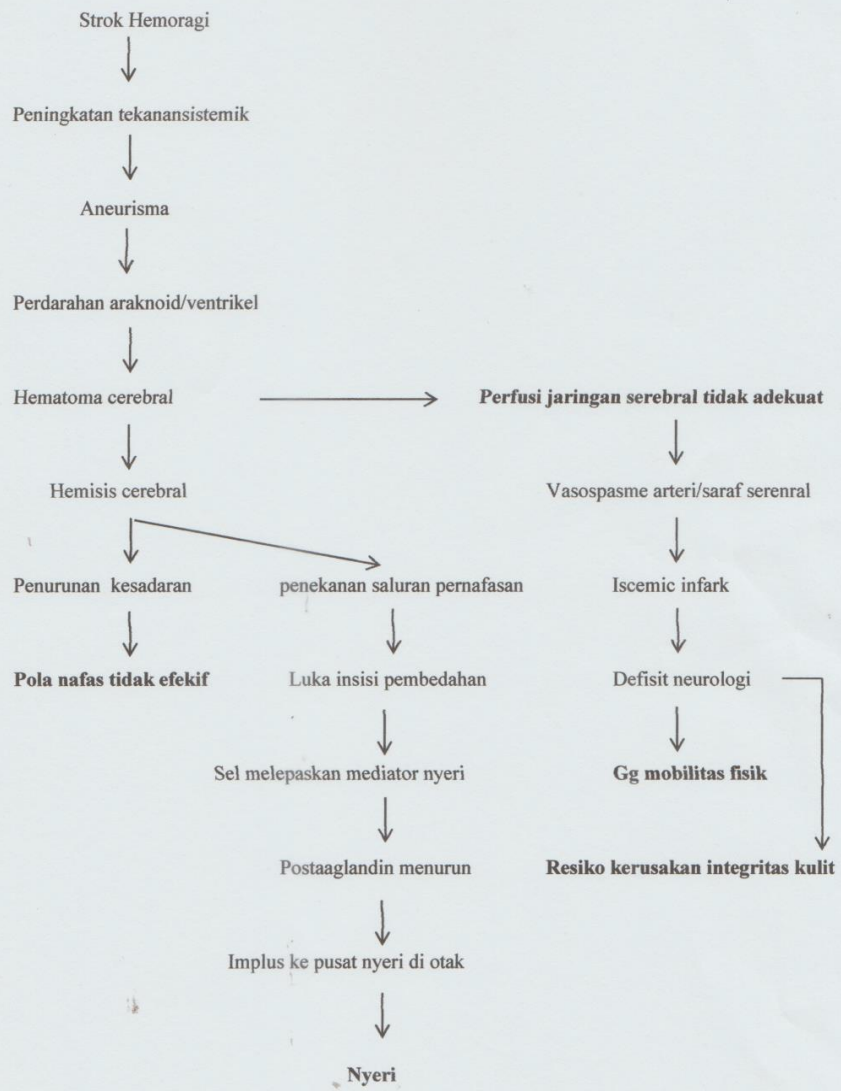 Strok Hemoragi
Peningkatan tekanansistemik
Aneurisma
Perdarahan araknoid/ventrikel
Hematoma cerebral
Perfusi jaringan serebral tidak adekuat
Hemisis cerebral
Vasospasme arteri/saraf serenral
Penurunan kesadaran
penekanan saluran pernafasan
Iscemic infark
Pola nafas tidak efekif
Luka insisi pembedahan
Defisit neurologi
Sel melepaskan mediator nyeri
Gg mobilitas fisik
Postaaglandin menurun
Resiko kerusakan integritas kulit
Implus ke pusat nyeri di otak
Nyeri